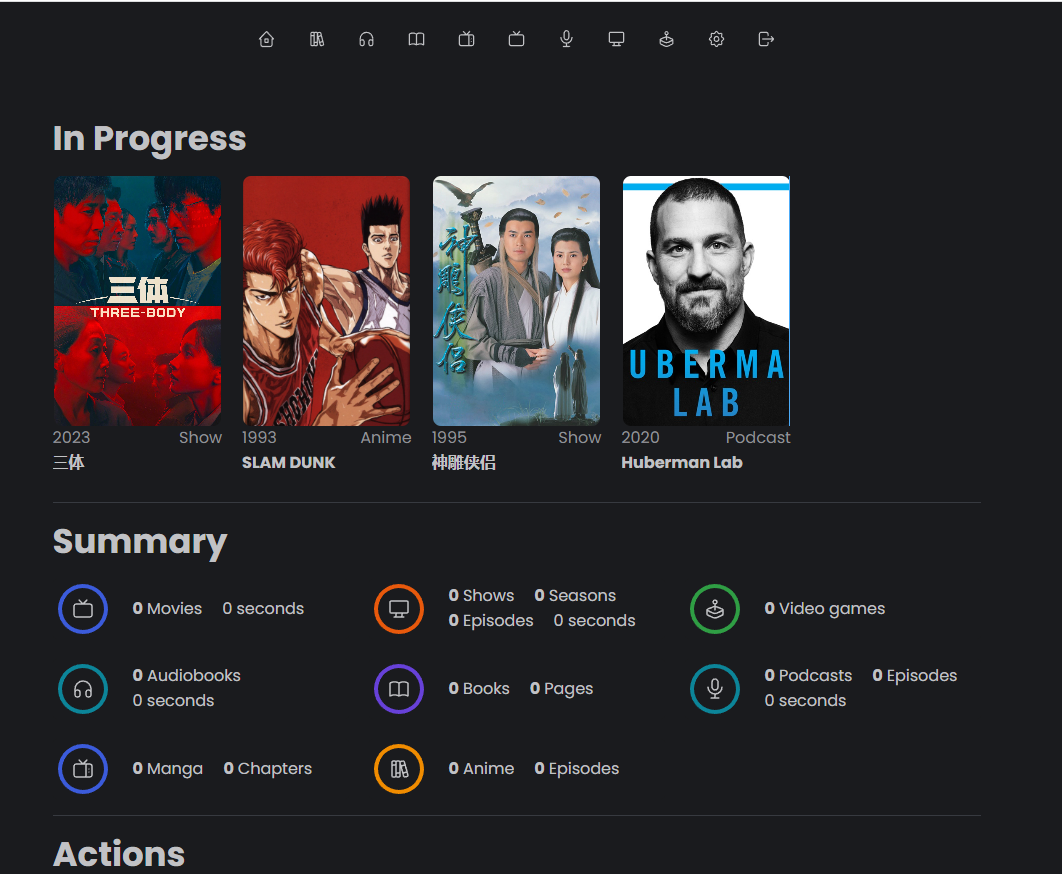 In Progress
三体
THREE-BODY
神鵰俠侶
UBERMA
LAB
2023 Show
三体
1993 Anime
SLAM DUNK
1995 Show
神雕侠侣
2020 Podcast
Huberman Lab
Summary
0 Movies 0 seconds
0 Shows 0 Seasons
0 Episodes 0 seconds
0 Video games
0 Audiobooks
0 seconds
0 Books 0 Pages
0 Podcasts 0 Episodes
0 seconds
0 Manga 0 Chapters
0 Anime 0 Episodes
Actions